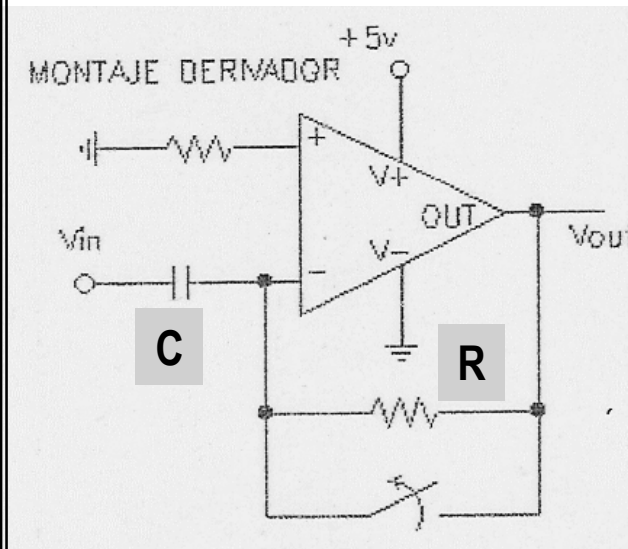 +5v
MONTAJE DERIVADOR
+
V+
OUT
Vin
V-
Vout
-
C
R